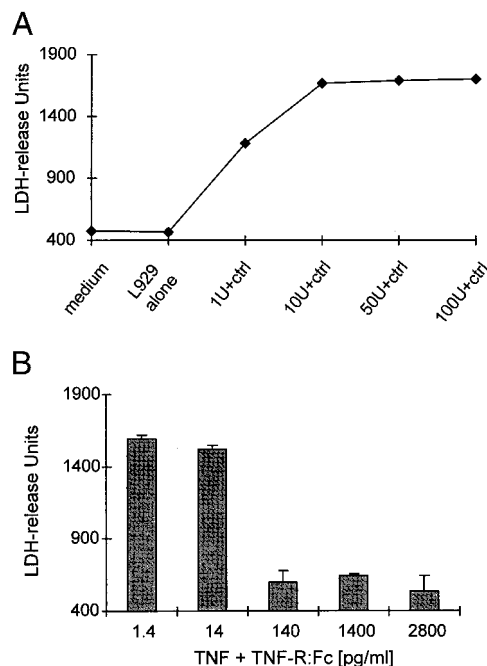 A
LDH-release Units
1900
1400
900
400
medium
L929
alone
1U+ctrl
10U+ctrl
50U+ctrl
100U+ctrl
B
LDH-release Units
1900
1400
900
400
1.4 14 140 1400 2800
TNF + TNF-R:Fc [pg/ml]